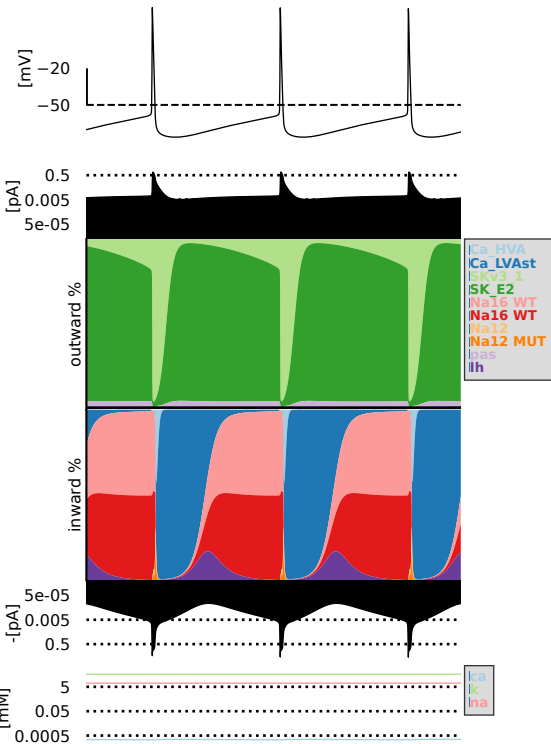 [mV]
−20
−50
[pA]
0.5
0.005
5e-05
outward %
Ca_HVA
Ca_LVAst
SKv3_1
SK_E2
Na16 WT
Na16 WT
Na12
Na12 MUT
pas
Ih
inward %
5e-05
0.005
0.5
-[pA]
[mM]
5
0.05
0.0005
ca
k
na